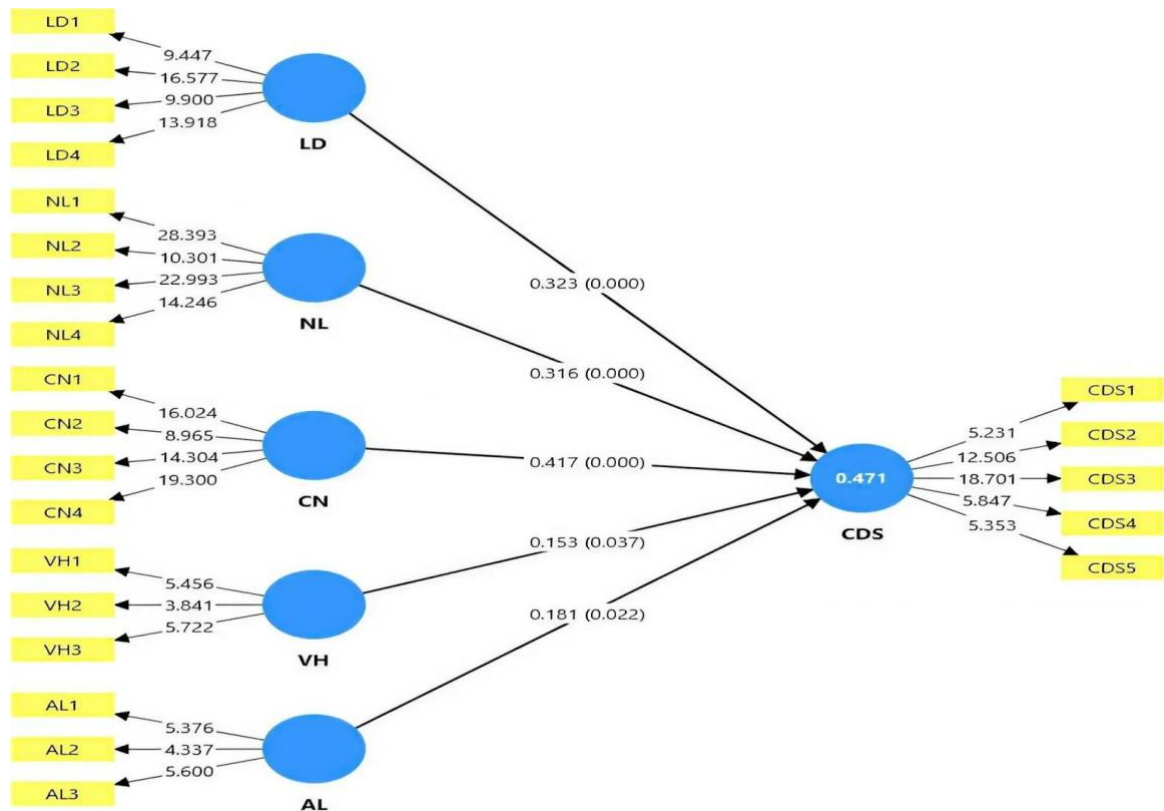 LD1
9.447
LD2
16.577
LD3
9.900
LD4
13.918
LD
NL1
28.393
NL2
10.301
NL3
22.993
NL4
14.246
NL
CN1
16.024
CN2
8.965
CN3
14.304
CN4
19.300
CN
VH1
5.456
VH2
3.841
VH3
5.722
VH
AL1
5.376
AL2
4.337
AL3
5.600
AL
0.323 (0.000)
0.316 (0.000)
0.417 (0.000)
0.153 (0.037)
0.181 (0.022)
0.471
CDS
5.231
CDS1
12.506
CDS2
18.701
CDS3
5.847
CDS4
5.353
CDS5